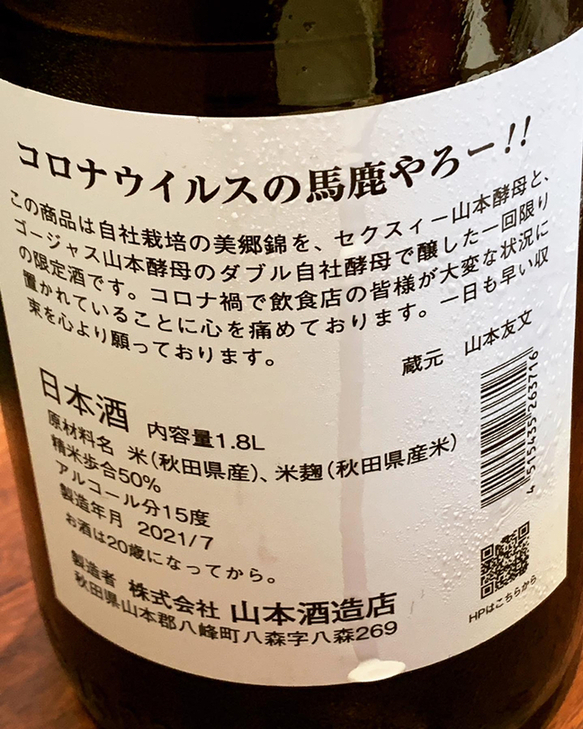 コロナウイルスの馬鹿やろー!!
この商品は自社栽培の美郷錦を、セクスィー山本酵母と、
ゴージャス山本酵母のダブル自社酵母で醸した一回限り
の限定酒です。コロナ禍で飲食店の皆様が大変な状況に
置かれていることに心を痛めております。一日も早い収
束を心より願っております。
蔵元 山本友文
日本酒 内容量1.8L
原材料名 米(秋田県産)、米麹(秋田県産米)
精米歩合50%
アルコール分15度
製造年月 2021/7
お酒は20歳になってから。
製造者 株式会社 山本酒造店
秋田県山本郡八峰町八森字八森269
4 515435 263716
HPはこちらから